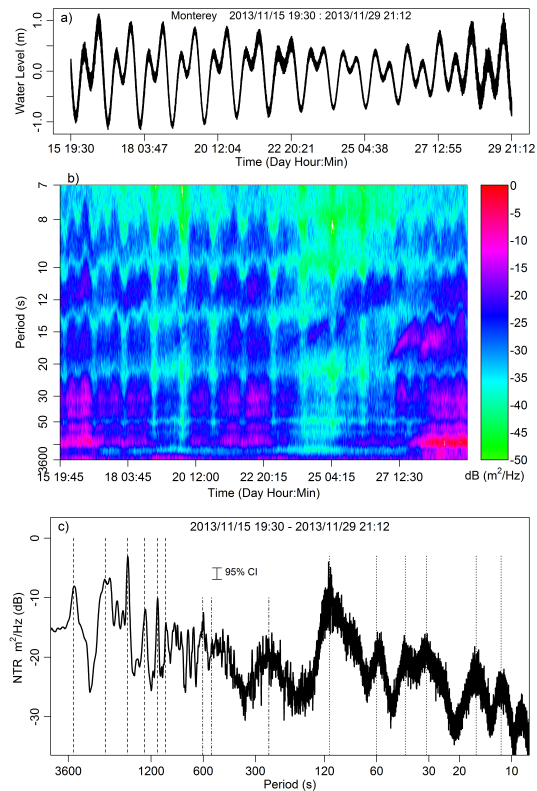 a) Monterey 2013/11/15 19:30 : 2013/11/29 21:12
Water Level (m)
1.0
0.0
-1.0
15 19:30 18 03:47 20 12:04 22 20:21 25 04:38 27 12:55 29 21:12
Time (Day Hour:Min)
b)
Period (s)
7
8
10
12
15
20
30
50
3600
15 19:45 18 03:45 20 12:00 22 20:15 25 04:15 27 12:30
Time (Day Hour:Min)
0
-5
-10
-15
-20
-25
-30
-35
-40
-45
-50
dB (m²/Hz)
c) 2013/11/15 19:30 - 2013/11/29 21:12
95% CI
NTR m²/Hz (dB)
0
-10
-20
-30
3600 1200 600 300 120 60 30 20 10
Period (s)